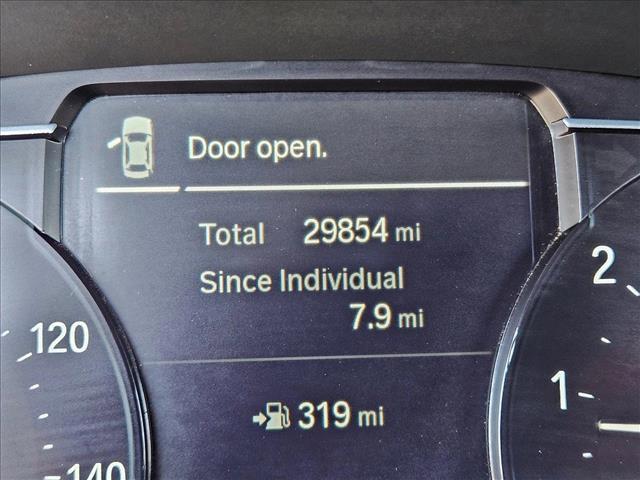 Door open.
Total 29854 mi
Since Individual
7.9 mi
319 mi
120
140
2
1